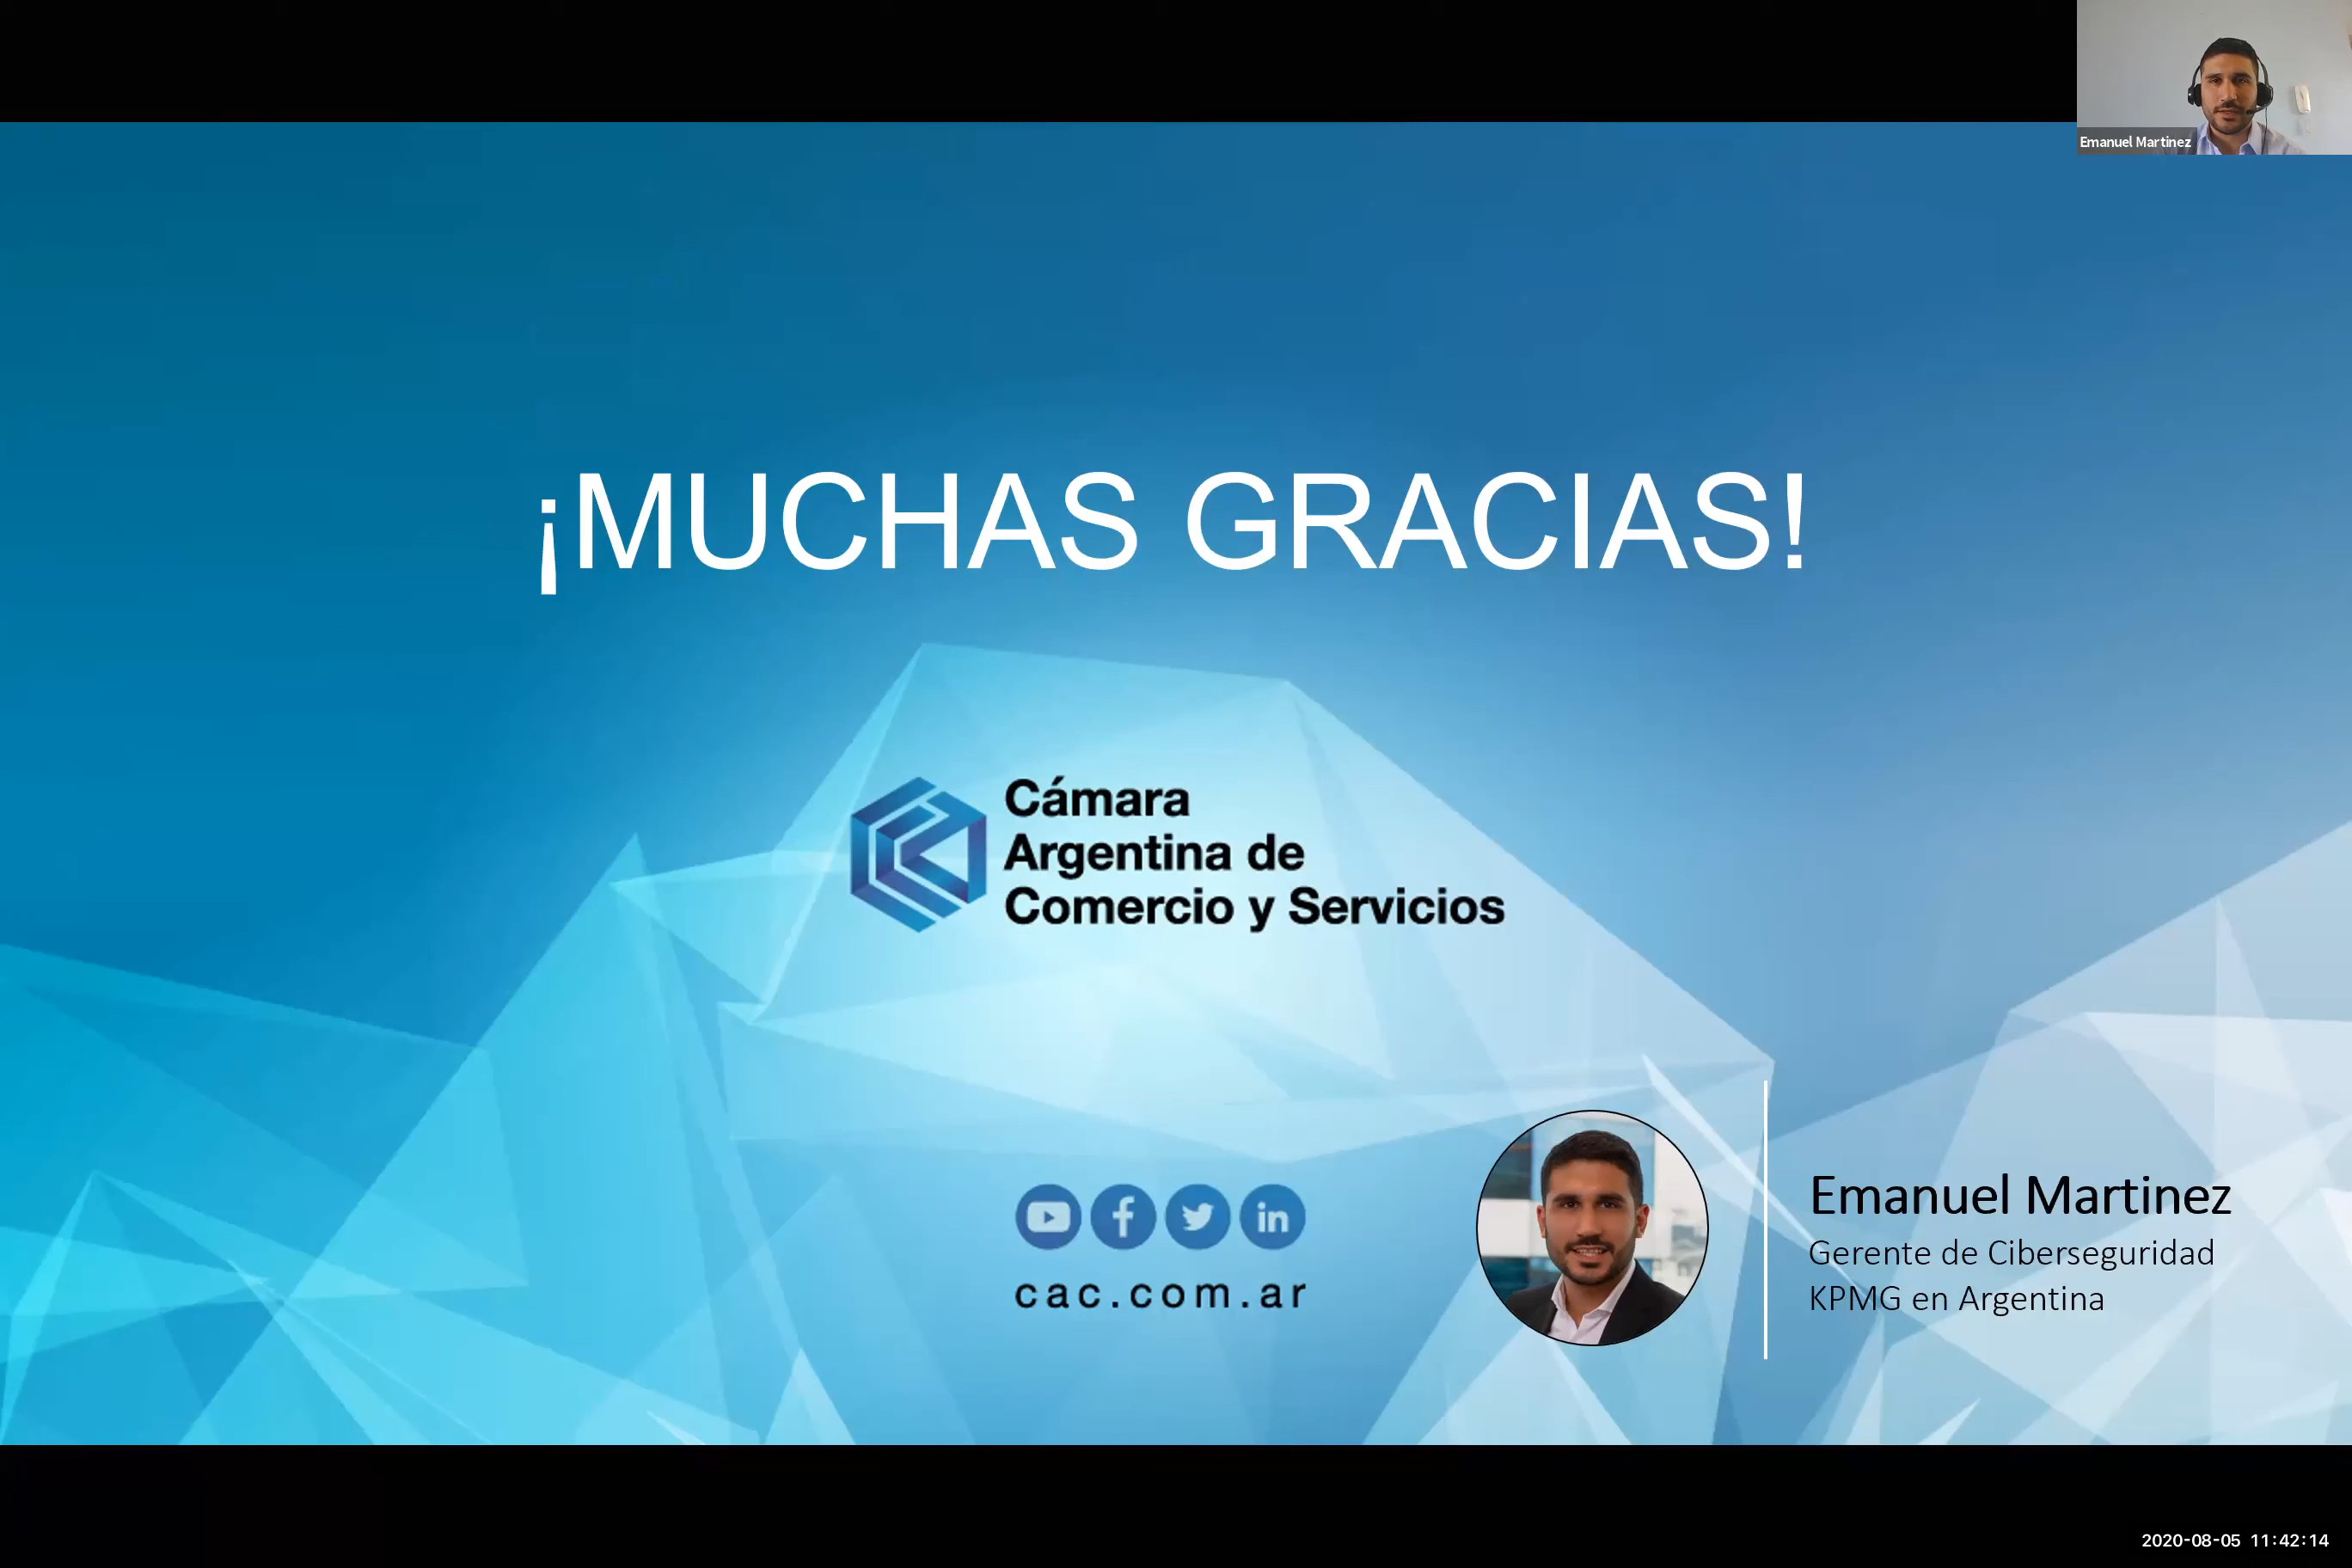 Emanuel Martinez
¡MUCHAS GRACIAS!
Cámara
Argentina de
Comercio y Servicios
cac.com.ar
Emanuel Martinez
Gerente de Ciberseguridad
KPMG en Argentina
2020-08-05 11:42:14